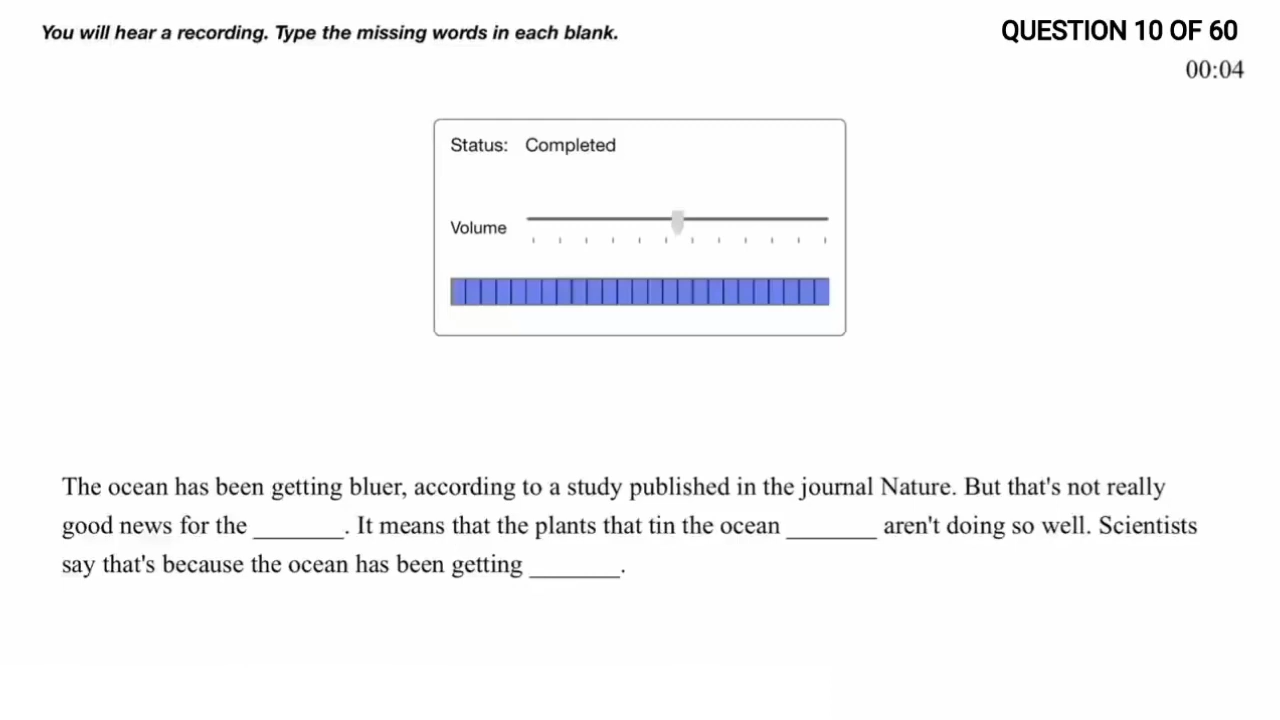 You will hear a recording. Type the missing words in each blank.
QUESTION 10 OF 60
00:04
Status: Completed
Volume
The ocean has been getting bluer, according to a study published in the journal Nature. But that's not really
good news for the _______. It means that the plants that tin the ocean _______ aren't doing so well. Scientists
say that's because the ocean has been getting _______.